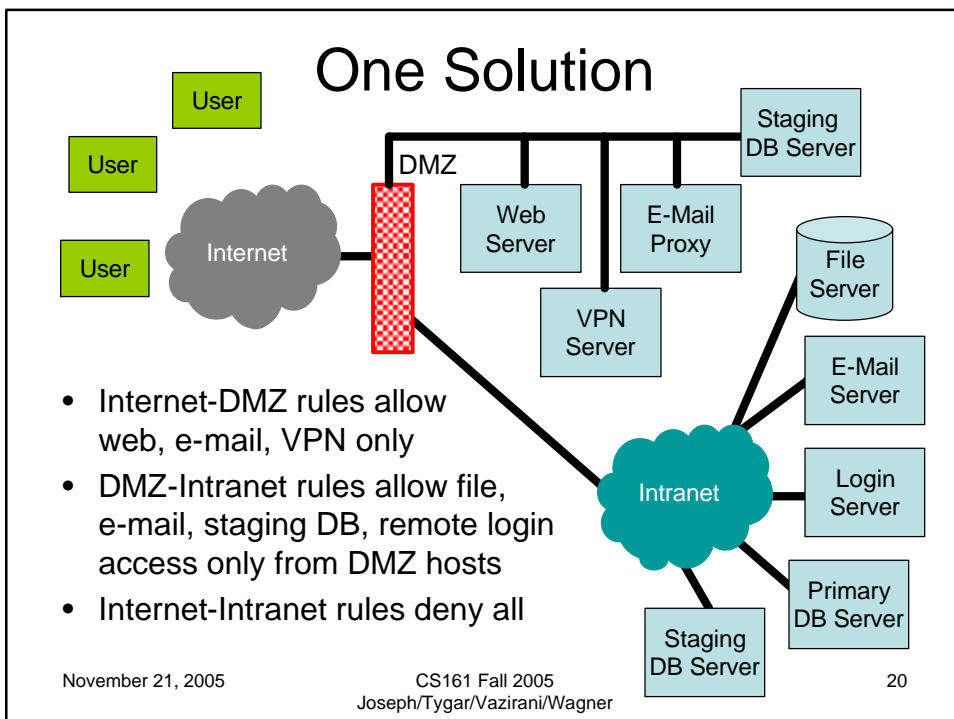 One Solution
User
User
User
Internet
DMZ
Web
Server
VPN
Server
E-Mail
Proxy
Staging
DB Server
File
Server
E-Mail
Server
Login
Server
Primary
DB Server
Staging
DB Server
Intranet
• Internet-DMZ rules allow
web, e-mail, VPN only
• DMZ-Intranet rules allow file,
e-mail, staging DB, remote login
access only from DMZ hosts
• Internet-Intranet rules deny all
November 21, 2005
CS161 Fall 2005
Joseph/Tygar/Vazirani/Wagner
20